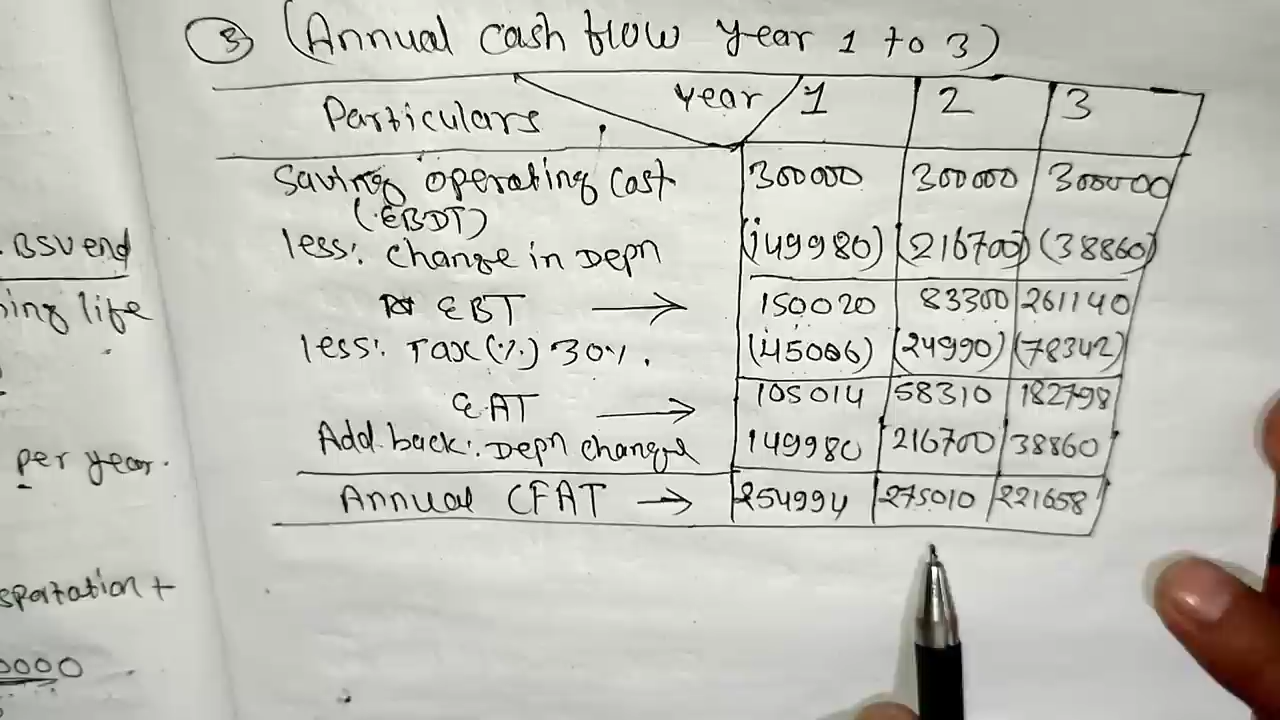 ③ (Annual cash flow year 1 to 3)
Particulars year 1 2 3
Saving operating cost 300000 300000 300000
(EBDT)
less: change in Depn (149980) (216700) (38860)
EBT → 150020 83300 261140
less: Tax (%) 30%. (45006) (24990) (78342)
EAT → 105014 58310 182798
Add back: Depn change 149980 216700 38860
Annual CFAT → 254994 275010 221658
BSV end
ing life
per year.
+
0000